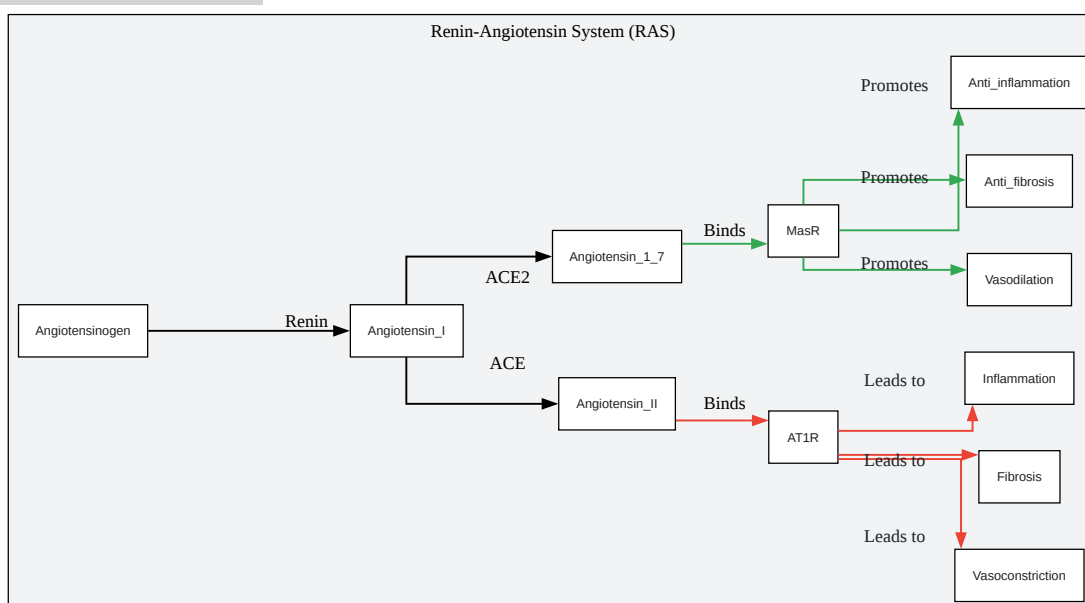 Renin-Angiotensin System (RAS)
Promotes
Anti_inflammation
Promotes
Anti_fibrosis
Binds
MasR
Angiotensin_1_7
Promotes
Vasodilation
ACE2
Renin
Angiotensinogen
Angiotensin_I
ACE
Leads to
Inflammation
Binds
Angiotensin_II
AT1R
Leads to
Fibrosis
Leads to
Vasoconstriction